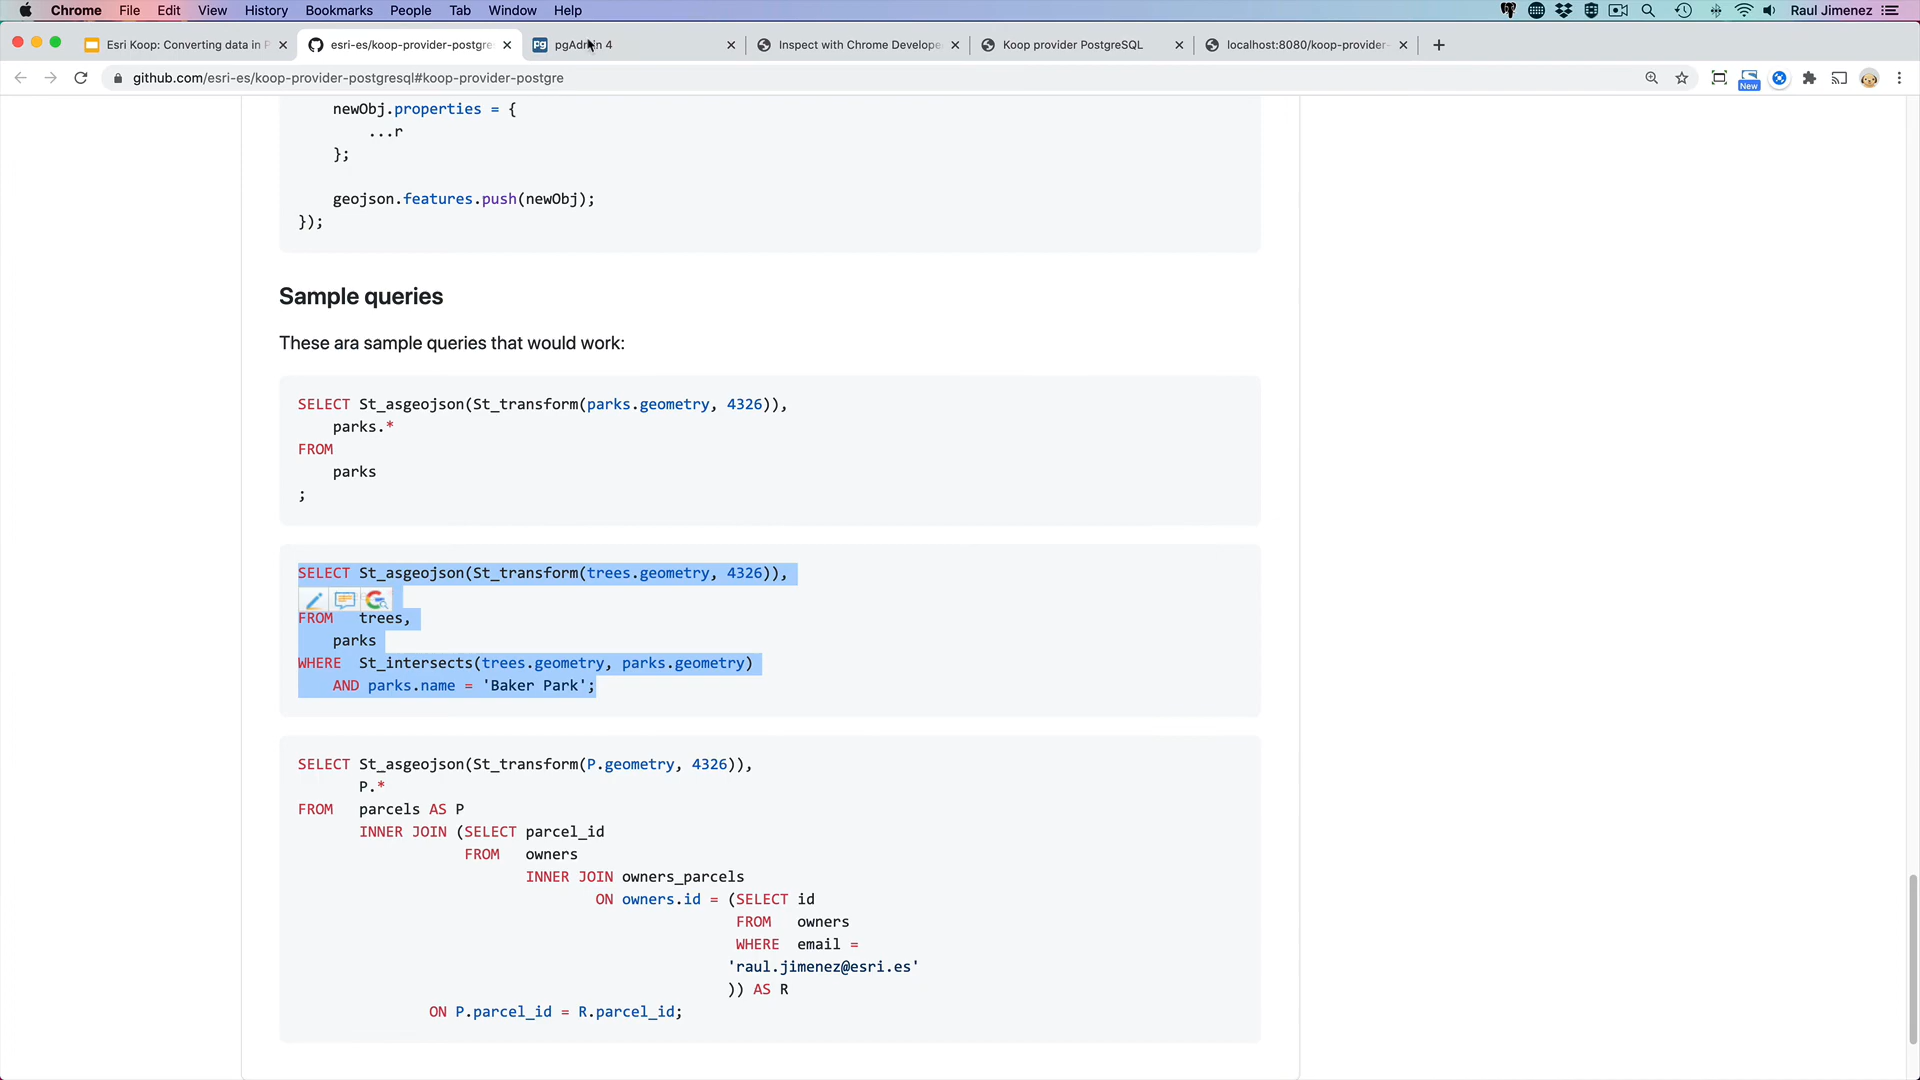 Chrome File Edit View History Bookmarks People Tab Window Help Raul Jimenez
Esri Koop: Converting data in P esri-es/koop-provider-postgre pgAdmin 4 Inspect with Chrome Develope Koop provider PostgreSQL localhost:8080/koop-provider-
github.com/esri-es/koop-provider-postgresql#koop-provider-postgre New
newObj.properties = {
...r
};
geojson.features.push(newObj);
});
Sample queries
These ara sample queries that would work:
SELECT St_asgeojson(St_transform(parks.geometry, 4326)),
parks.*
FROM
parks
;
SELECT St_asgeojson(St_transform(trees.geometry, 4326)),
FROM trees,
parks
WHERE St_intersects(trees.geometry, parks.geometry)
AND parks.name = 'Baker Park';
SELECT St_asgeojson(St_transform(P.geometry, 4326)),
P.*
FROM parcels AS P
INNER JOIN (SELECT parcel_id
FROM owners
INNER JOIN owners_parcels
ON owners.id = (SELECT id
FROM owners
WHERE email =
'raul.jimenez@esri.es'
)) AS R
ON P.parcel_id = R.parcel_id;